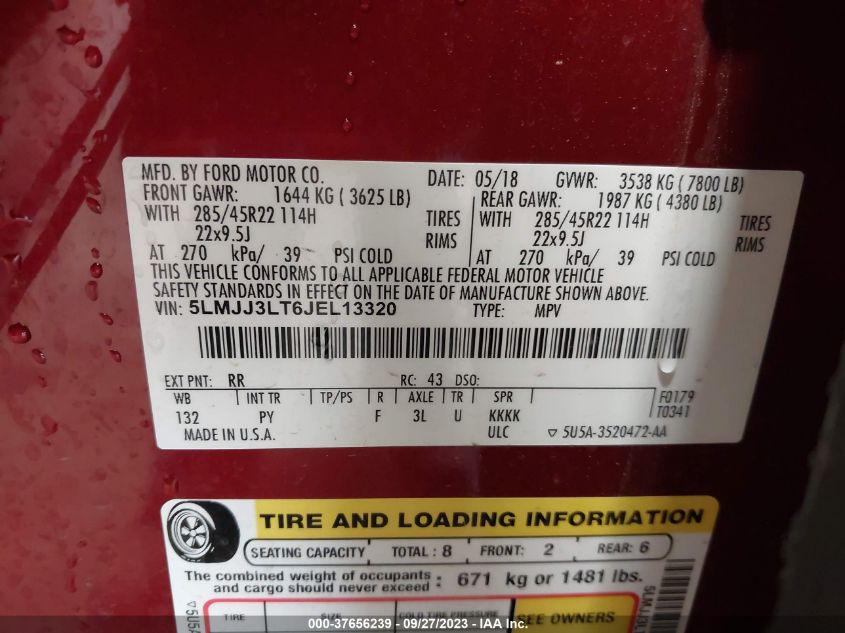 MFD. BY FORD MOTOR CO. DATE: 05/18 GVWR: 3538 KG ( 7800 LB)
FRONT GAWR: 1644 KG ( 3625 LB) REAR GAWR: 1987 KG ( 4380 LB)
WITH 285/45R22 114H TIRES WITH 285/45R22 114H TIRES
22x9.5J RIMS 22x9.5J RIMS
AT 270 kPa/ 39 PSI COLD AT 270 kPa/ 39 PSI COLD
THIS VEHICLE CONFORMS TO ALL APPLICABLE FEDERAL MOTOR VEHICLE
SAFETY STANDARDS IN EFFECT ON THE DATE OF MANUFACTURE SHOWN ABOVE.
VIN: 5LMJJ3LT6JEL13320 TYPE: MPV
EXT PNT: RR RC: 43 DSO:
WB INT TR TP/PS R AXLE TR SPR F0179
132 PY F 3L U KKKK T0341
MADE IN U.S.A. ULC ▽ 5U5A-3520472-AA
TIRE AND LOADING INFORMATION
SEATING CAPACITY TOTAL : 8 FRONT: 2 REAR: 6
The combined weight of occupants and cargo should never exceed : 671 kg or 1481 lbs.
TIRE SIZE COLD TIRE PRESSURE SEE OWNERS
▽5U5A
5LMJJ3L
000-37656239 - 09/27/2023 - IAA Inc.